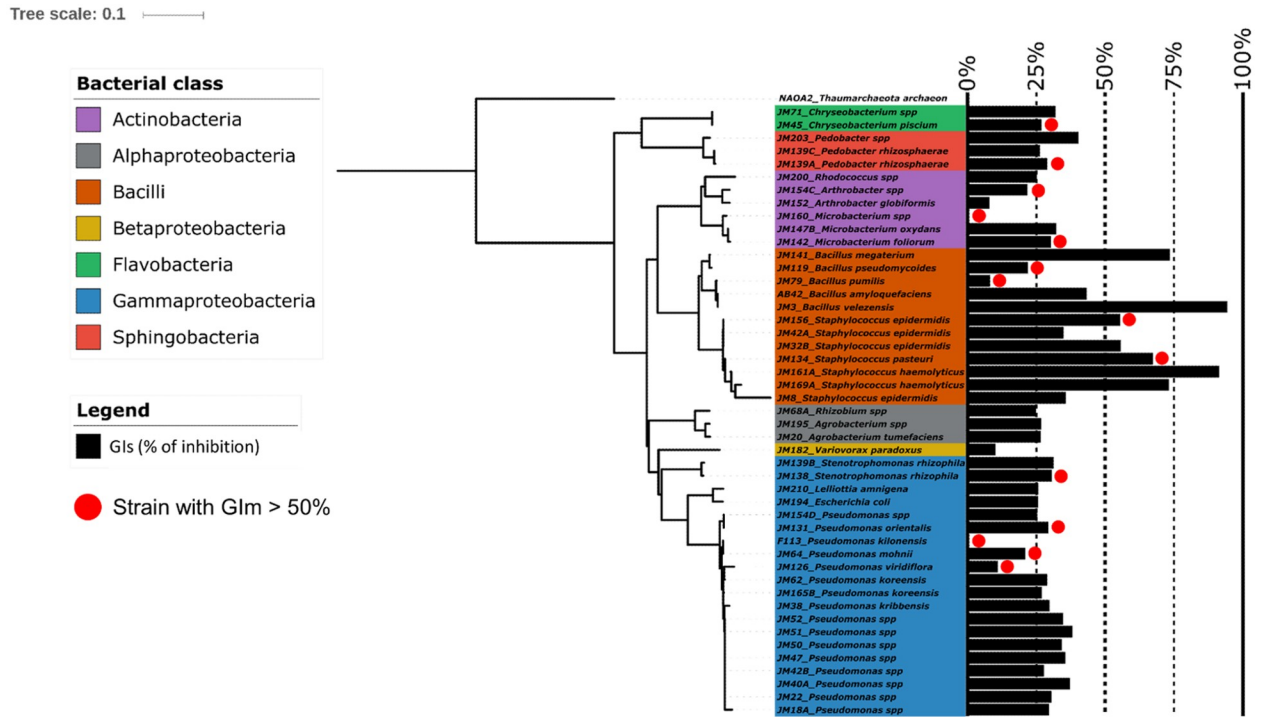 Tree scale: 0.1
Bacterial class
Actinobacteria
Alphaproteobacteria
Bacilli
Betaproteobacteria
Flavobacteria
Gammaproteobacteria
Sphingobacteria
Legend
GIs (% of inhibition)
Strain with GIm > 50%
0%
25%
50%
75%
100%
NAOA2_Thaumarchaeota archaeon
JM71_Chryseobacterium spp
JM45_Chryseobacterium piscium
JM203_Pedobacter spp
JM139C_Pedobacter rhizosphaerae
JM139A_Pedobacter rhizosphaerae
JM200_Rhodococcus spp
JM154C_Arthrobacter spp
JM152_Arthrobacter globiformis
JM160_Microbacterium spp
JM147B_Microbacterium oxydans
JM142_Microbacterium foliorum
JM141_Bacillus megaterium
JM119_Bacillus pseudomycoides
JM79_Bacillus pumilis
AB42_Bacillus amyloquefaciens
JM3_Bacillus velezensis
JM156_Staphylococcus epidermidis
JM42A_Staphylococcus epidermidis
JM32B_Staphylococcus epidermidis
JM134_Staphylococcus pasteuri
JM161A_Staphylococcus haemolyticus
JM169A_Staphylococcus haemolyticus
JM8_Staphylococcus epidermidis
JM68A_Rhizobium spp
JM195_Agrobacterium spp
JM20_Agrobacterium tumefaciens
JM182_Variovorax paradoxus
JM139B_Stenotrophomonas rhizophila
JM138_Stenotrophomonas rhizophila
JM210_Lelliottia amnigena
JM194_Escherichia coli
JM154D_Pseudomonas spp
JM131_Pseudomonas orientalis
F113_Pseudomonas kilonensis
JM64_Pseudomonas mohnii
JM126_Pseudomonas viridiflora
JM62_Pseudomonas koreensis
JM165B_Pseudomonas koreensis
JM38_Pseudomonas kribbensis
JM52_Pseudomonas spp
JM51_Pseudomonas spp
JM50_Pseudomonas spp
JM47_Pseudomonas spp
JM42B_Pseudomonas spp
JM40A_Pseudomonas spp
JM22_Pseudomonas spp
JM18A_Pseudomonas spp